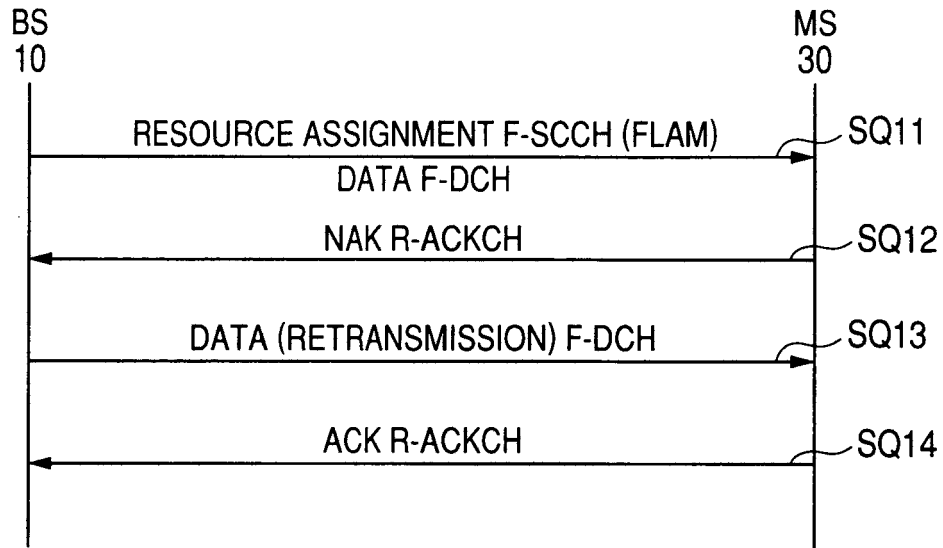 BS
10
MS
30
RESOURCE ASSIGNMENT F-SCCH (FLAM)
SQ11
DATA F-DCH
NAK R-ACKCH
SQ12
DATA (RETRANSMISSION) F-DCH
SQ13
ACK R-ACKCH
SQ14